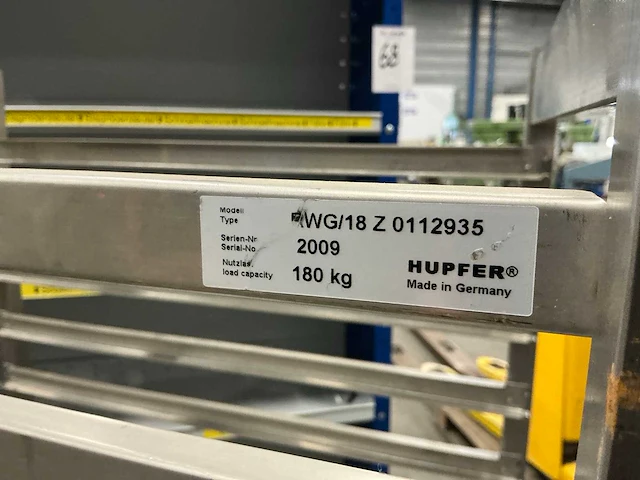 68
Modell
Type
RWG/18 Z 0112935
Serien-Nr
Serial-No
2009
Nutzlast
load capacity
180 kg
HUPFER®
Made in Germany